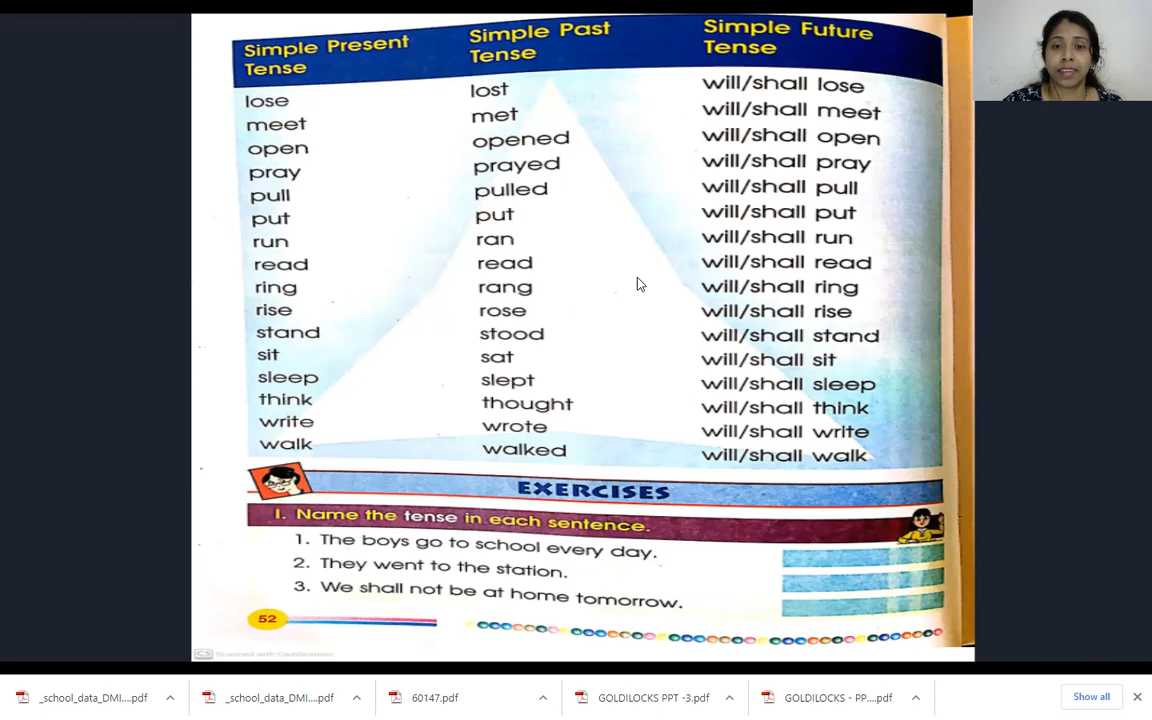 Simple Present Tense Simple Past Tense Simple Future Tense
lose lost will/shall lose
meet met will/shall meet
open opened will/shall open
pray prayed will/shall pray
pull pulled will/shall pull
put put will/shall put
run ran will/shall run
read read will/shall read
ring rang will/shall ring
rise rose will/shall rise
stand stood will/shall stand
sit sat will/shall sit
sleep slept will/shall sleep
think thought will/shall think
write wrote will/shall write
walk walked will/shall walk
EXERCISES
I. Name the tense in each sentence.
1. The boys go to school every day.
2. They went to the station.
3. We shall not be at home tomorrow.
52
CS Scanned with CamScanner
_school_data_DMI....pdf _school_data_DMI....pdf 60147.pdf GOLDILOCKS PPT -3.pdf GOLDILOCKS - PP....pdf Show all